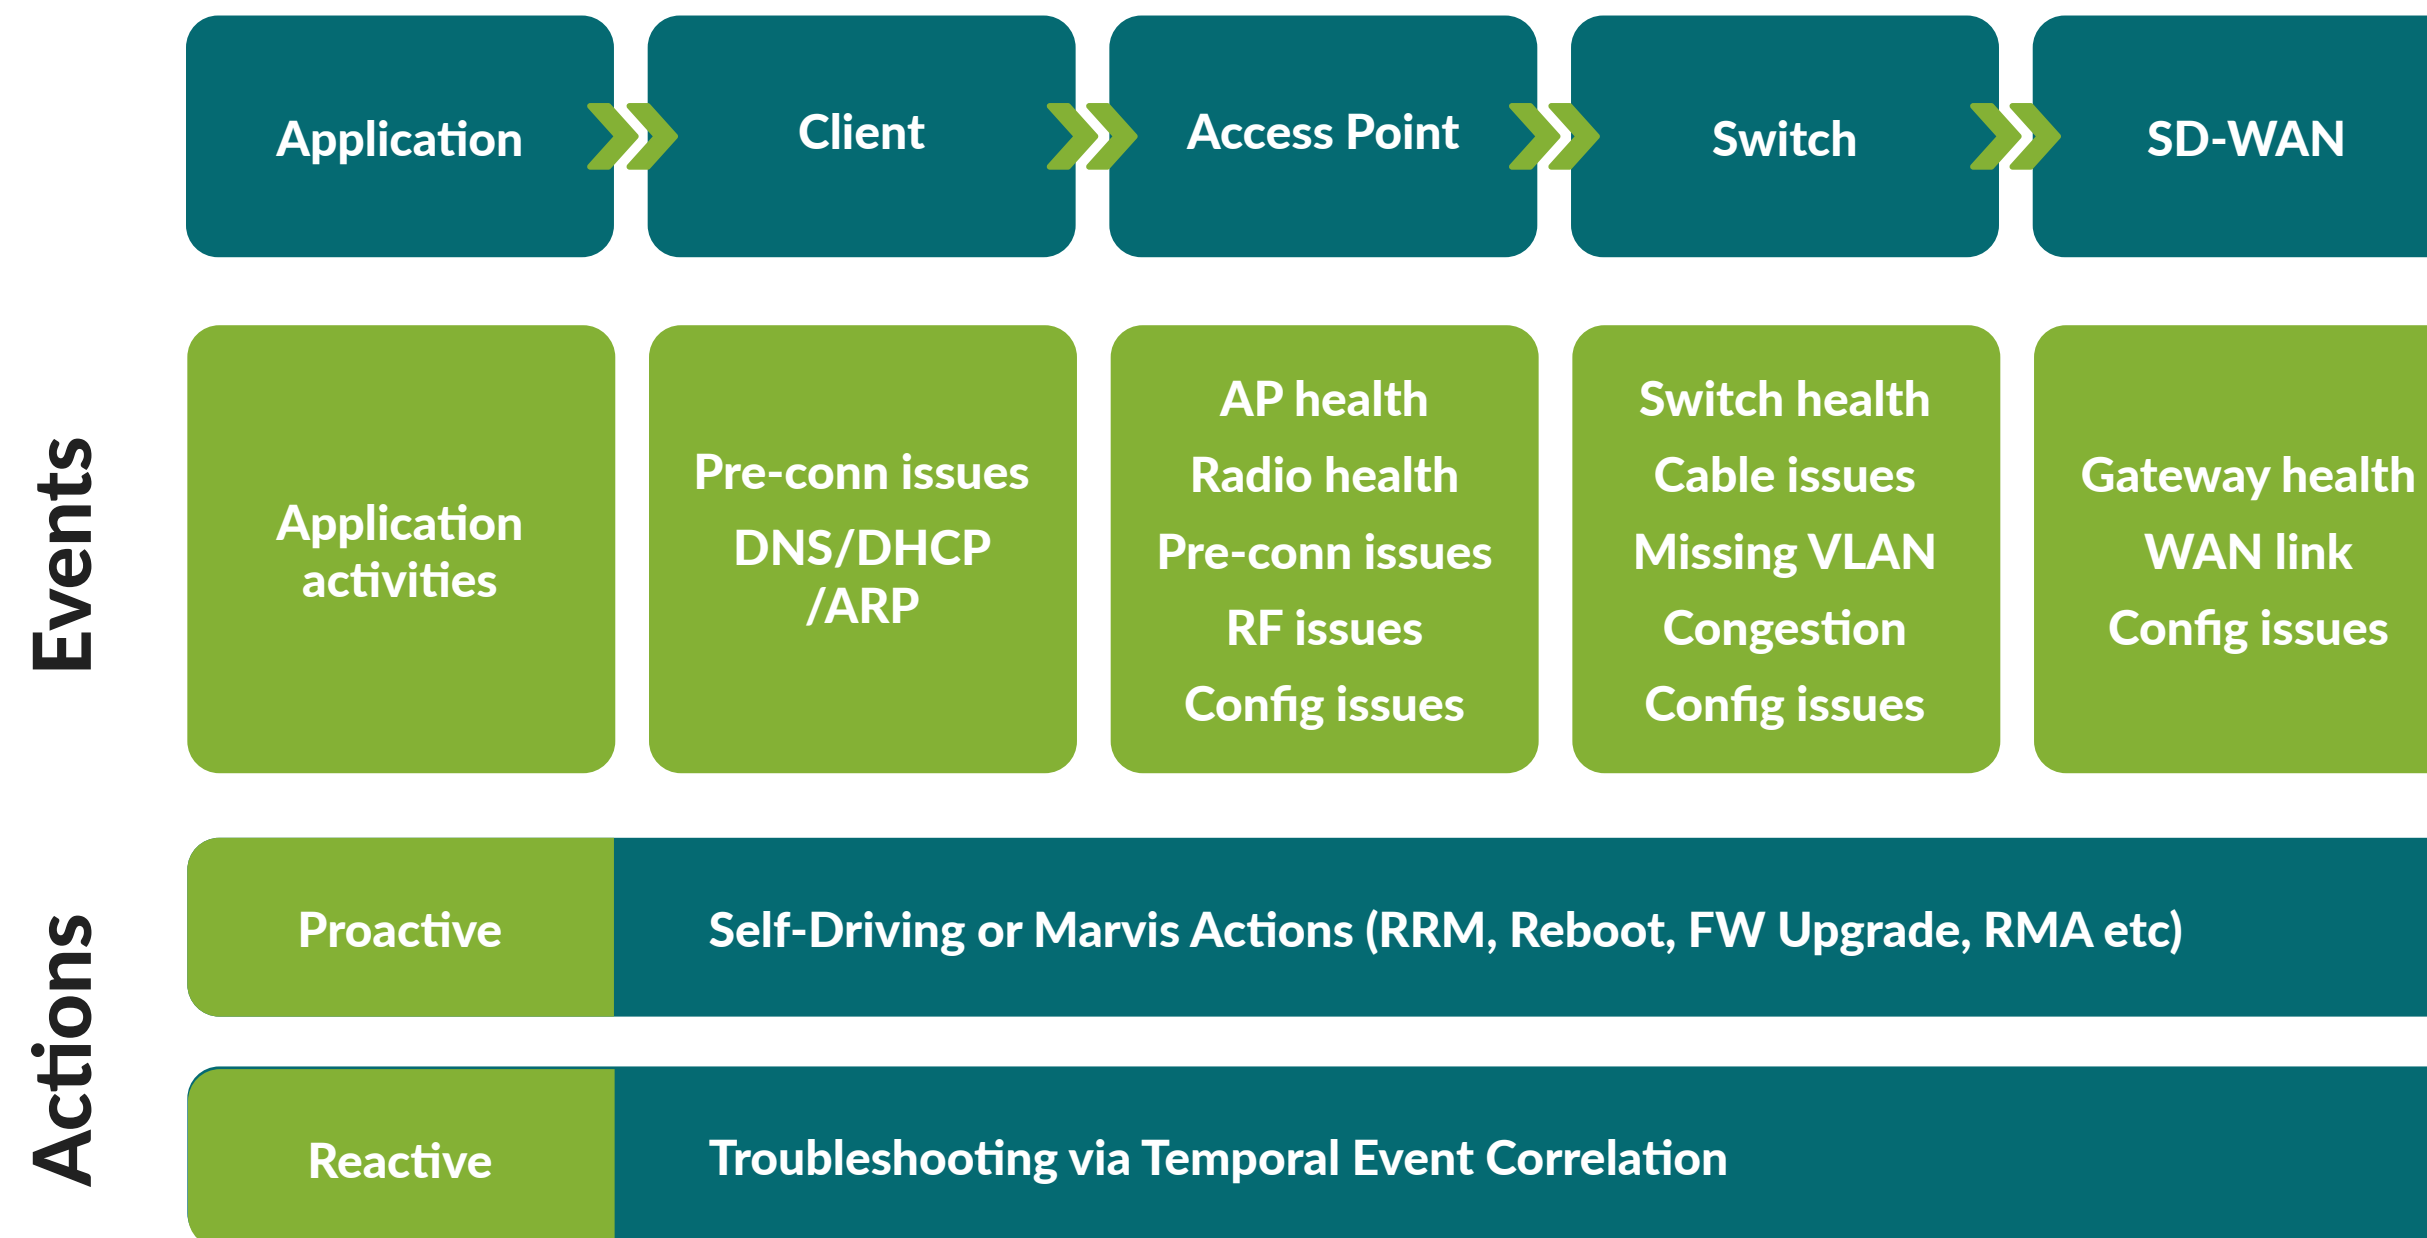 Application
Client
Access Point
Switch
SD-WAN
Events
Application
activities
Pre-conn issues
DNS/DHCP
/ARP
AP health
Radio health
Pre-conn issues
RF issues
Config issues
Switch health
Cable issues
Missing VLAN
Congestion
Config issues
Gateway health
WAN link
Config issues
Actions
Proactive
Self-Driving or Marvis Actions (RRM, Reboot, FW Upgrade, RMA etc)
Reactive
Troubleshooting via Temporal Event Correlation